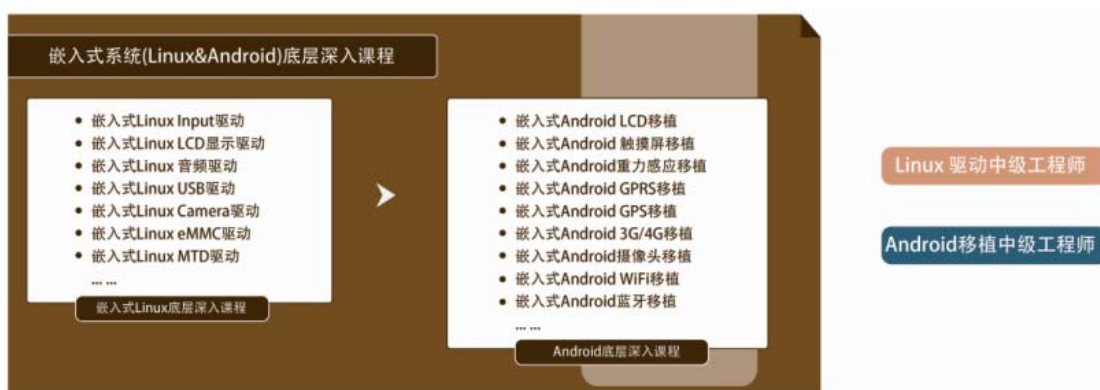 嵌入式系统(Linux&Android)底层深入课程
• 嵌入式Linux Input驱动
• 嵌入式Linux LCD显示驱动
• 嵌入式Linux 音频驱动
• 嵌入式Linux USB驱动
• 嵌入式Linux Camera驱动
• 嵌入式Linux eMMC驱动
• 嵌入式Linux MTD驱动
... ...
嵌入式Linux底层深入课程
• 嵌入式Android LCD移植
• 嵌入式Android 触摸屏移植
• 嵌入式Android重力感应移植
• 嵌入式Android GPRS移植
• 嵌入式Android GPS移植
• 嵌入式Android 3G/4G移植
• 嵌入式Android摄像头移植
• 嵌入式Android WiFi移植
• 嵌入式Android蓝牙移植
... ...
Android底层深入课程
Linux 驱动中级工程师
Android移植中级工程师